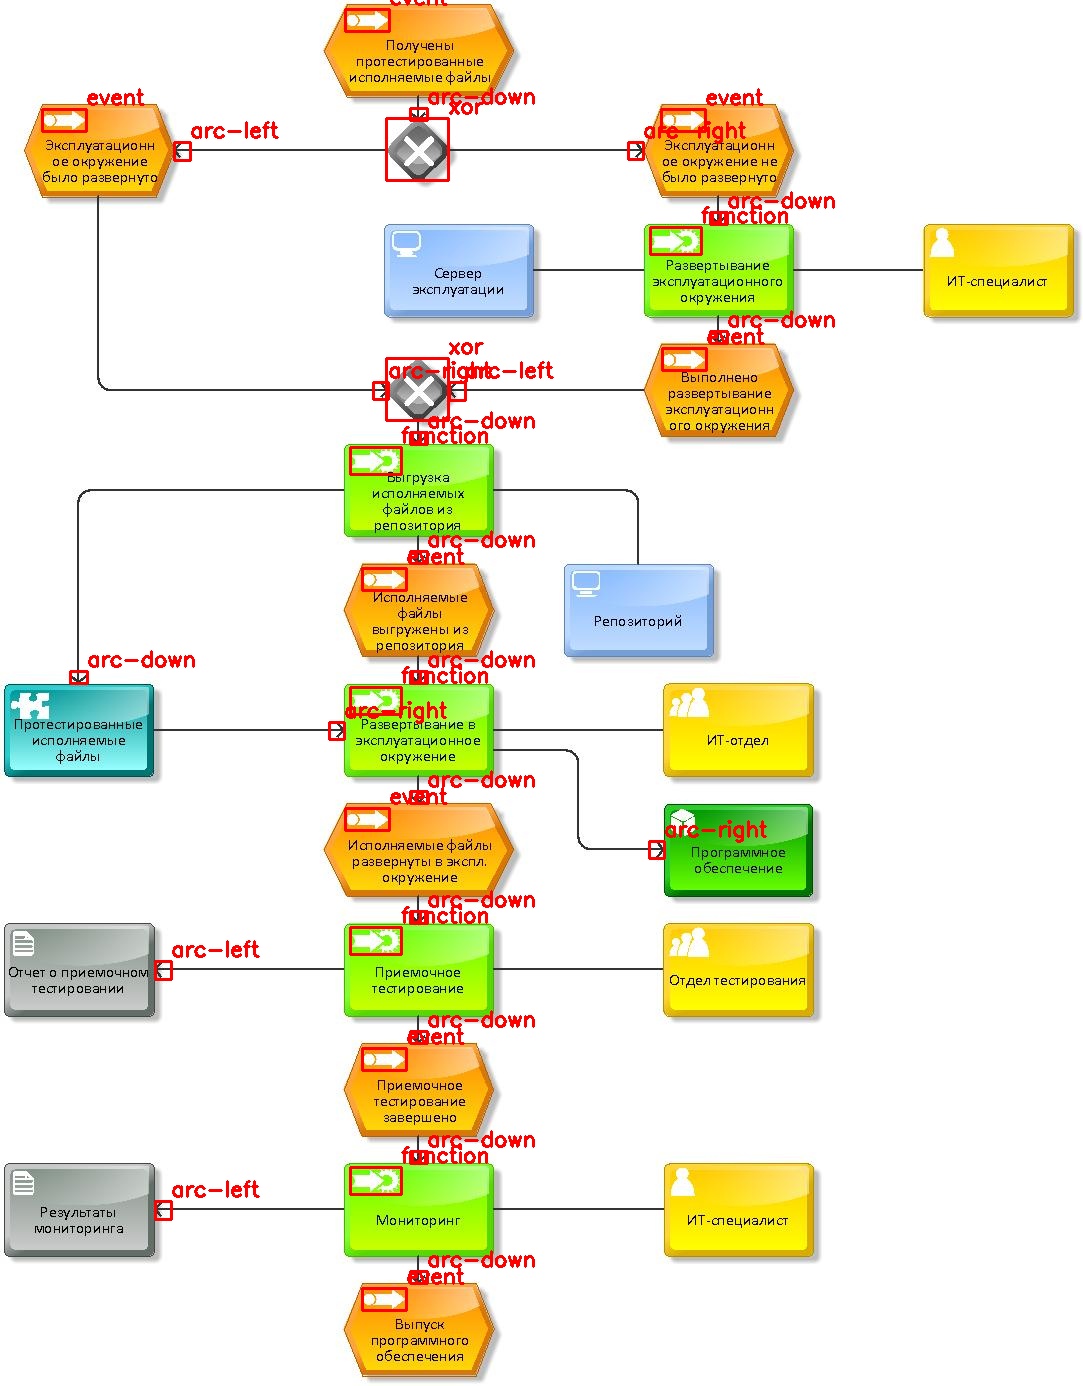 event
Получены
протестированные
исполняемые файлы
arc-down
xor
event
arc-left
Эксплуатационн
ое окружение
было развернуто
event
arc-right
Эксплуатационн
ое окружение не
было развернуто
arc-down
function
Сервер
эксплуатации
Развертывание
эксплуатационного
окружения
ИТ-специалист
arc-down
event
xor
arc-right
arc-left
Выполнено
развертывание
эксплуатационн
ого окружения
arc-down
function
Выгрузка
исполняемых
файлов из
репозитория
arc-down
event
Исполняемые
файлы
выгружены из
репозитория
Репозиторий
arc-down
arc-down
function
Протестированные
исполняемые
файлы
arc-right
Развертывание в
эксплуатационное
окружение
ИТ-отдел
arc-down
event
Исполняемые файлы
развернуты в экспл.
окружение
arc-right
Программное
обеспечение
arc-down
function
Отчет о приемочном
тестировании
arc-left
Приемочное
тестирование
Отдел тестирования
arc-down
event
Приемочное
тестирование
завершено
arc-down
function
Результаты
мониторинга
arc-left
Мониторинг
ИТ-специалист
arc-down
event
Выпуск
программного
обеспечения